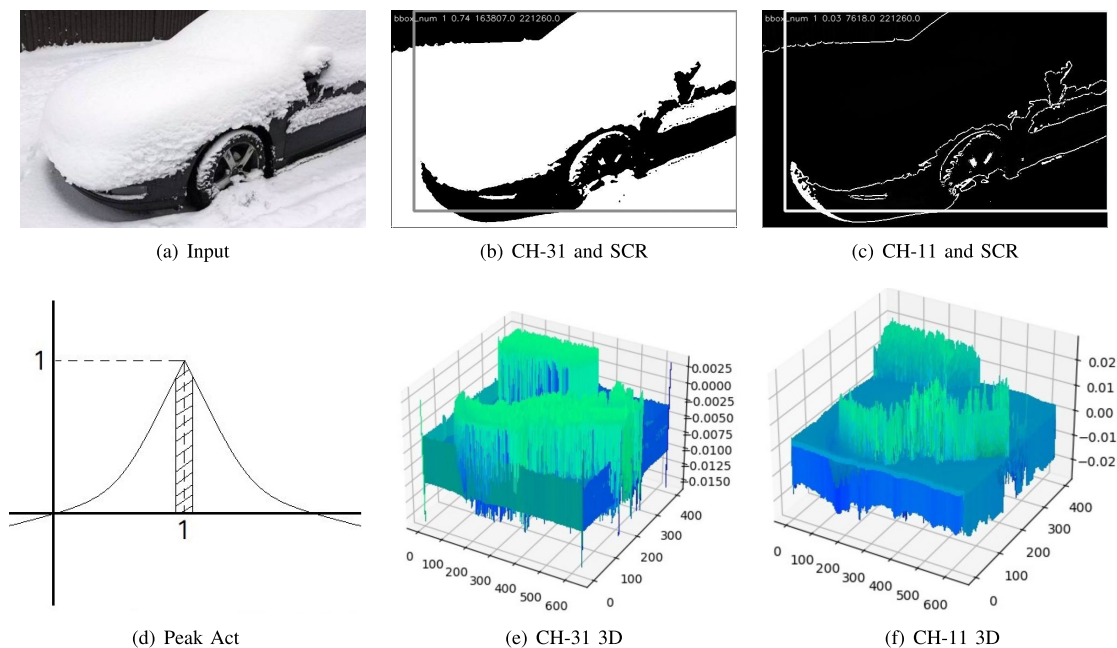 bbox_num 1 0.74 163807.0 221260.0
bbox_num 1 0.03 7618.0 221260.0
(a) Input
(b) CH-31 and SCR
(c) CH-11 and SCR
1
1
0.0025
0.0000
-0.0025
-0.0050
-0.0075
-0.0100
-0.0125
-0.0150
0 100 200 300 400 500 600
0 100 200 300 400
0.02
0.01
0.00
-0.01
-0.02
0 100 200 300 400 500 600
0 100 200 300 400
(d) Peak Act
(e) CH-31 3D
(f) CH-11 3D